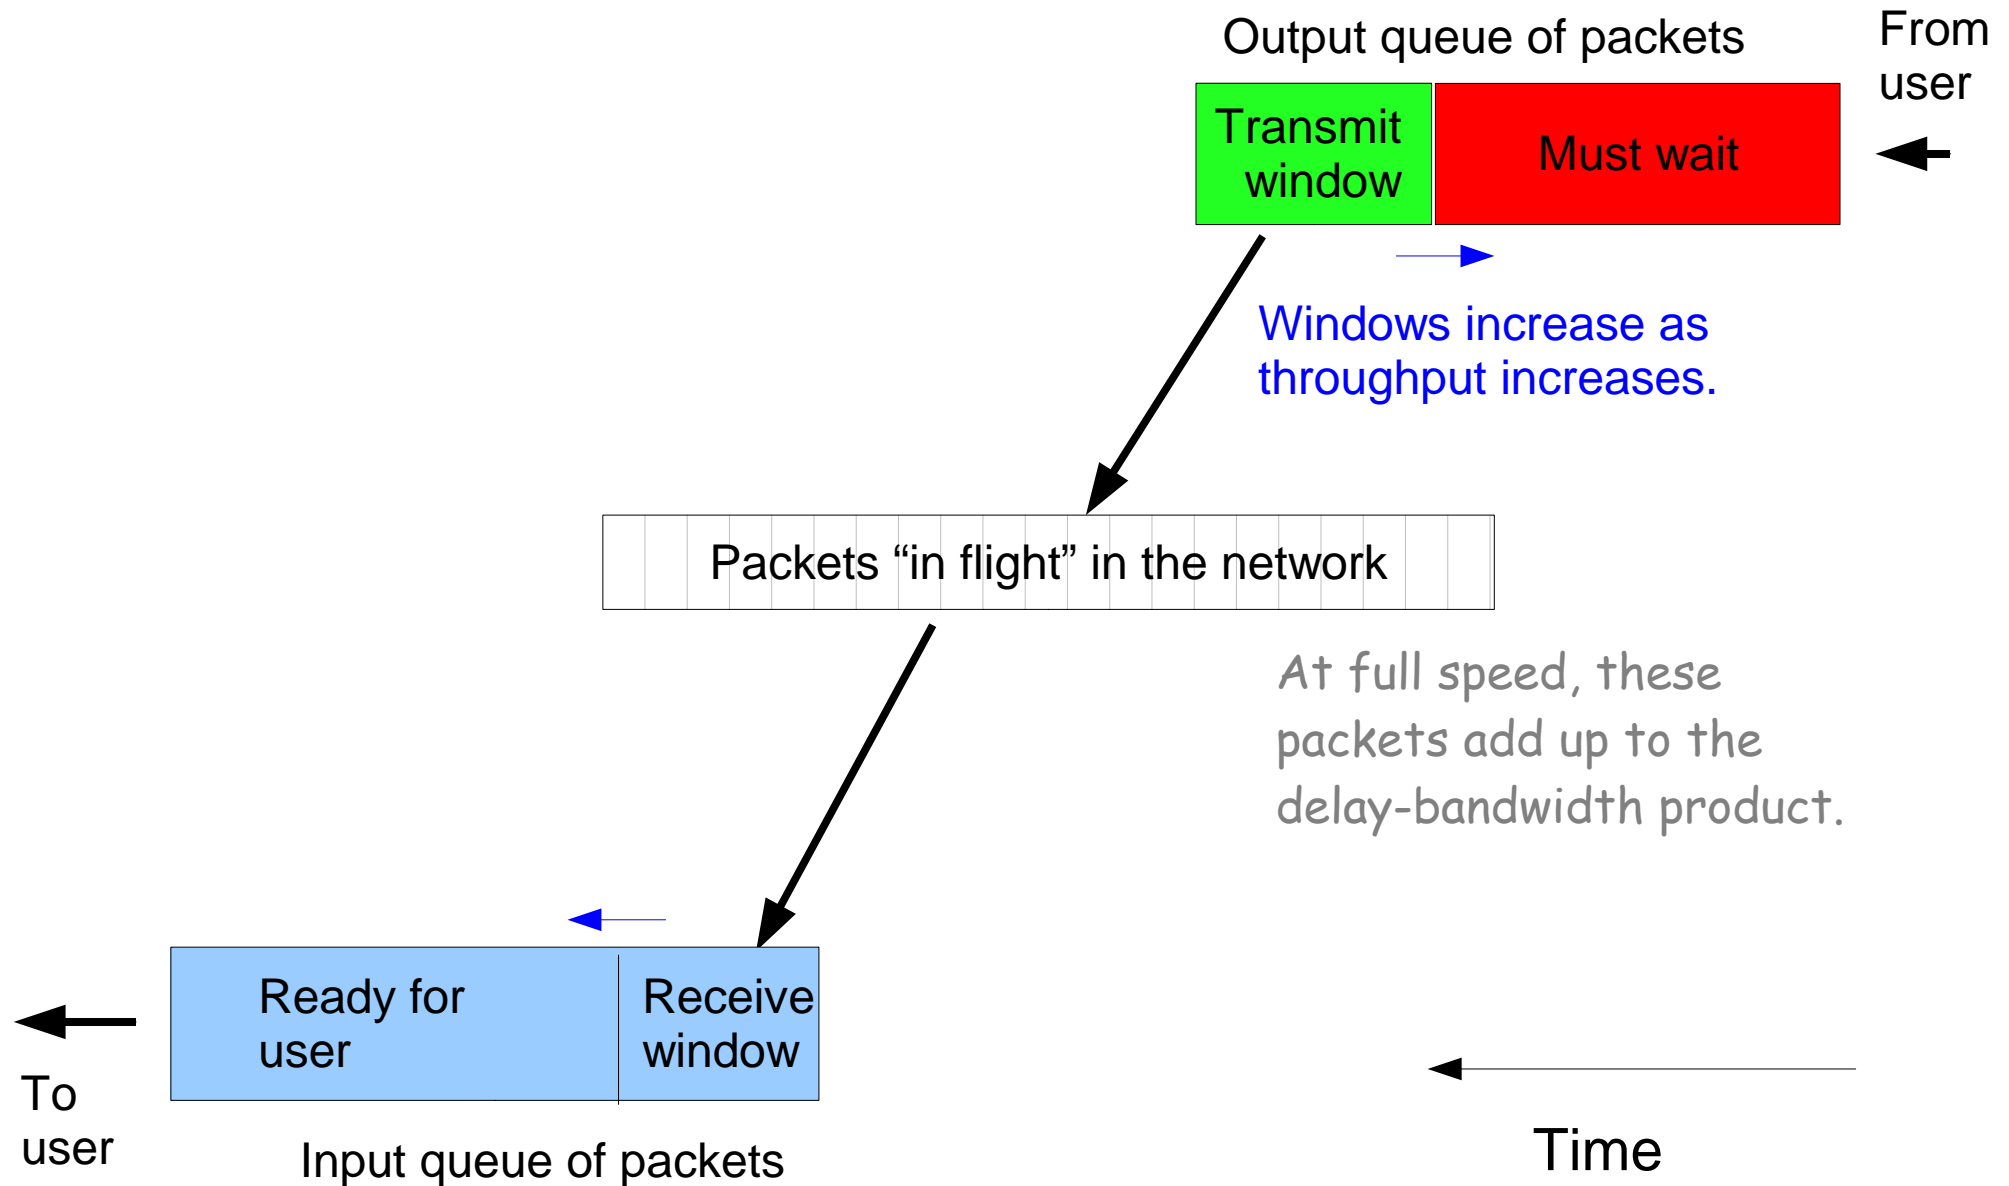 Output queue of packets
From
user
Transmit
window
Must wait
Windows increase as
throughput increases.
Packets “in flight” in the network
At full speed, these
packets add up to the
delay-bandwidth product.
Ready for
user
Receive
window
To
user
Input queue of packets
Time